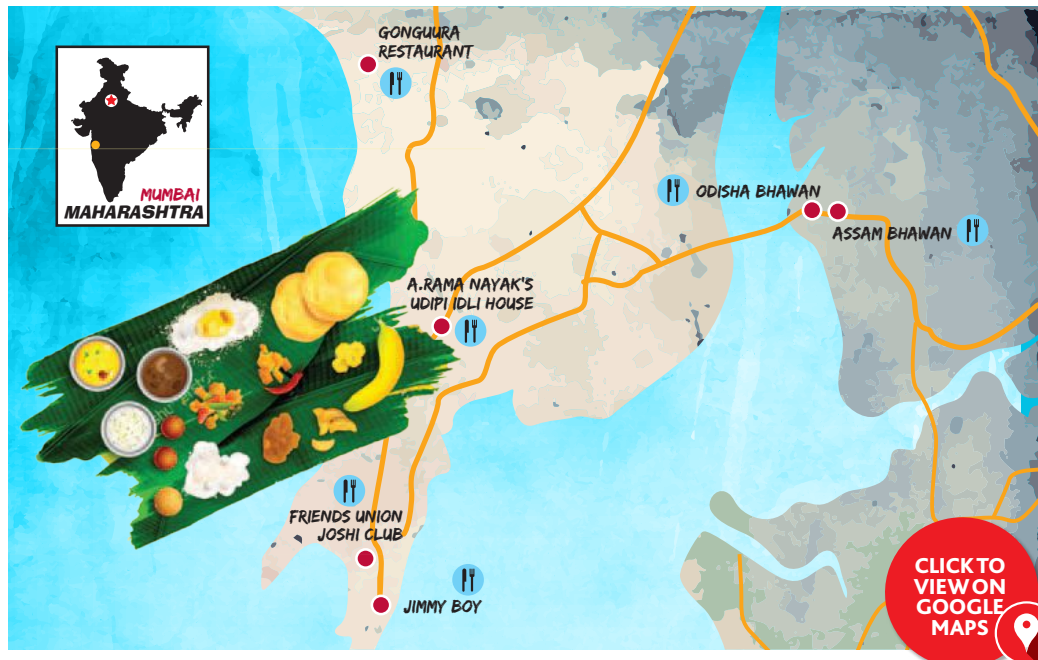 GONGUURA
RESTAURANT
MUMBAI
MAHARASHTRA
ODISHA BHAWAN
ASSAM BHAWAN
A.RAMA NAYAK'S
UDIPI IDLI HOUSE
FRIENDS UNION
JOSHI CLUB
JIMMY BOY
CLICK TO
VIEW ON
GOOGLE
MAPS